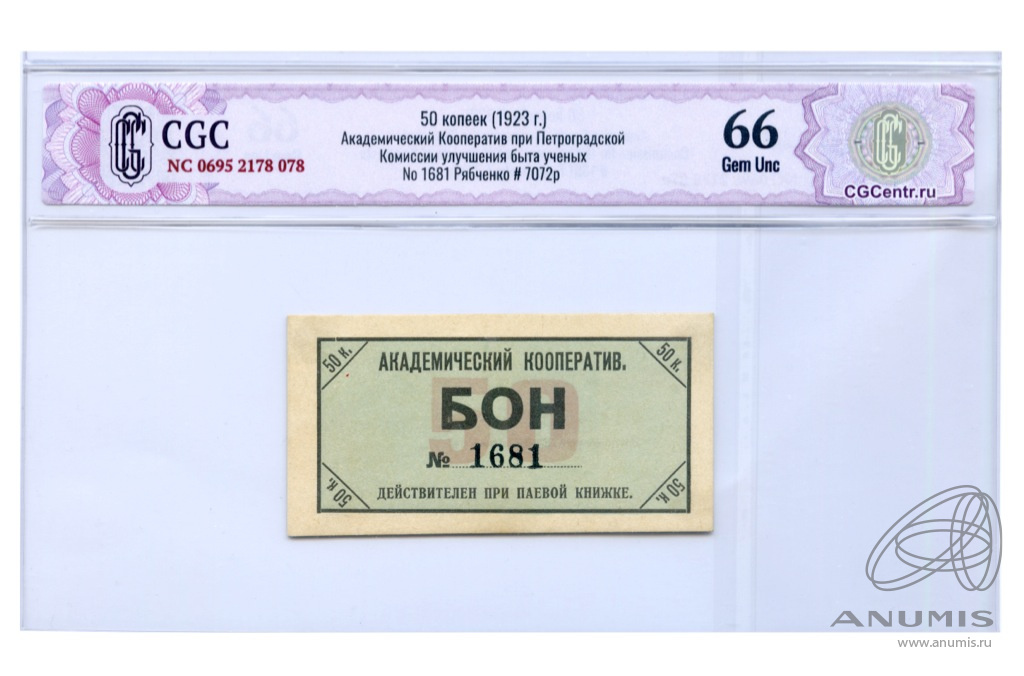 CGC
NC 0695 2178 078
50 копеек (1923 г.)
Академический Кооператив при Петроградской
Комиссии улучшения быта ученых
No 1681 Рябченко # 7072р
66
Gem Unc
CGCentr.ru
50 К. 50 К.
АКАДЕМИЧЕСКИЙ КООПЕРАТИВ.
50
БОН
№ 1681
ДЕЙСТВИТЕЛЕН ПРИ ПАЕВОЙ КНИЖКЕ.
50 К. 50 К.
ANUMIS
www.anumis.ru